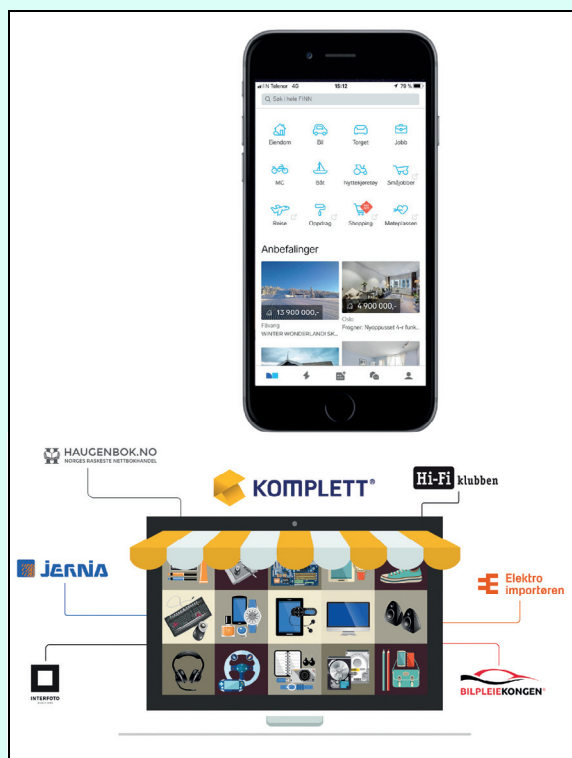 IN Telenor 4G 15:12 79 %
Søk i hele FINN
Eiendom Bil Torget Jobb
MC Båt Nyttekjøretøy Småjobber
Reise Oppdrag Shopping Møteplassen
Anbefalinger
13 900 000,-
4 900 000,-
Fåvang
WINTER WONDERLAND! SK...
Oslo
Frogner: Nyoppusset 4-r funk...
HAUGENBOK.NO
NORGES RASKESTE NETTBOKHANDEL
KOMPLETT®
Hi-Fi klubben
JERNIA
Elektro
importøren
INTERFOTO
BILPLEIEKONGEN®